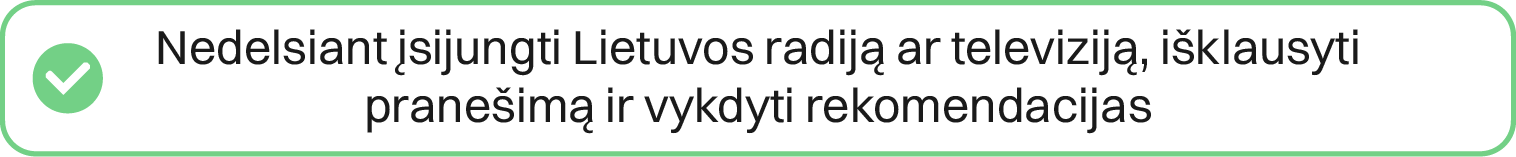 Nedelsiant įsijungti Lietuvos radiją ar televiziją, išklausyti
pranešimą ir vykdyti rekomendacijas